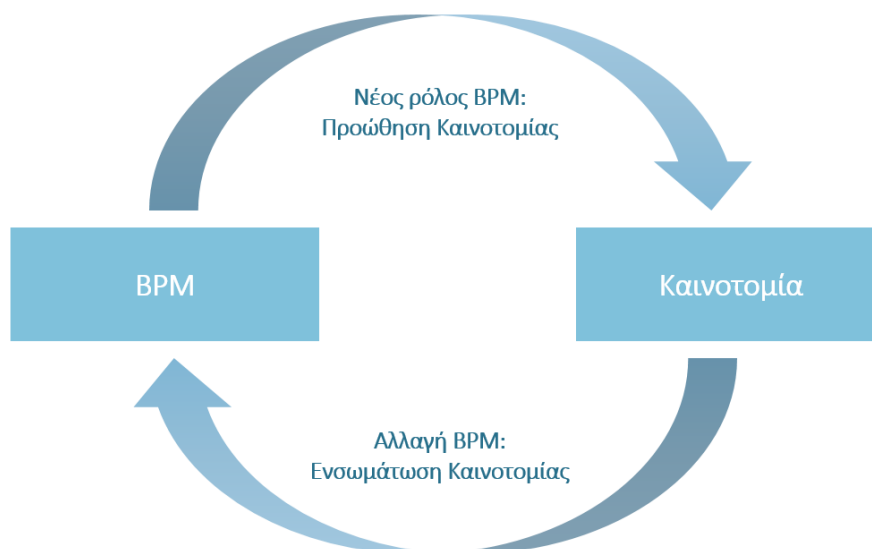 Νέος ρόλος BPM:
Προώθηση Καινοτομίας
BPM
Καινοτομία
Αλλαγή BPM:
Ενσωμάτωση Καινοτομίας